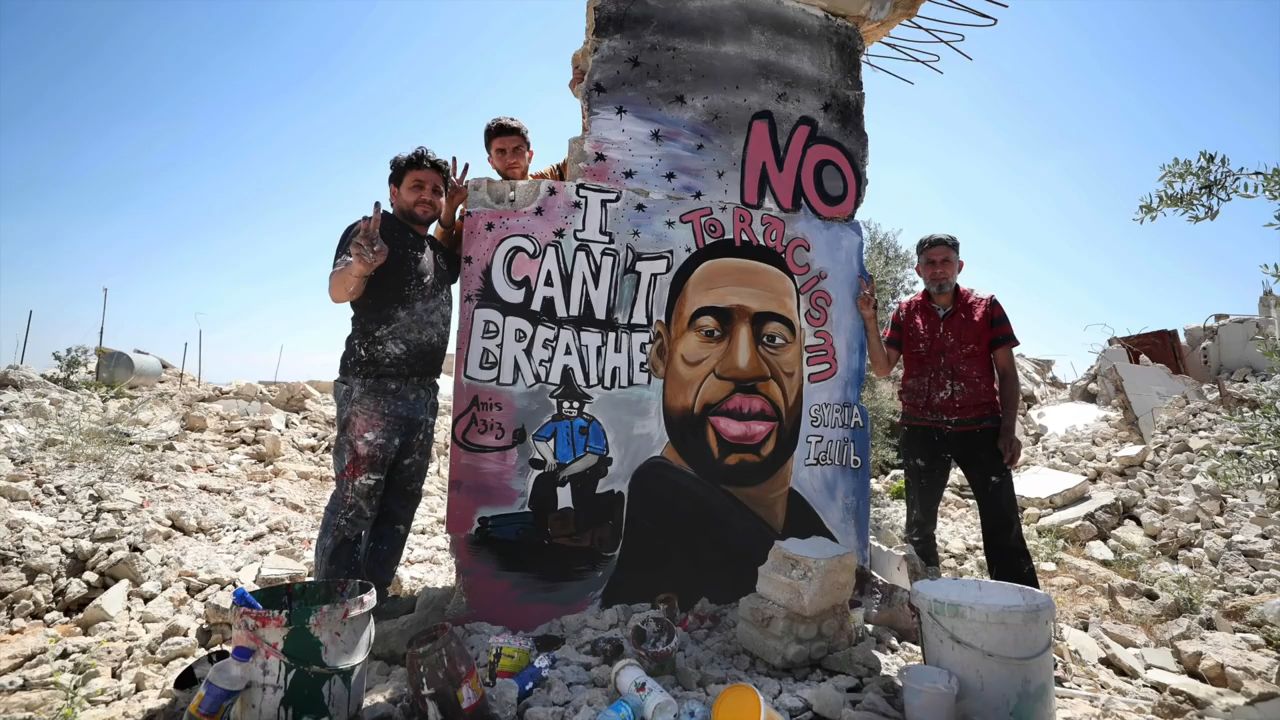 NO
TO RACISM
I
CAN'T
BREATHE
Anis
Aziz
SYRIA
Idlib